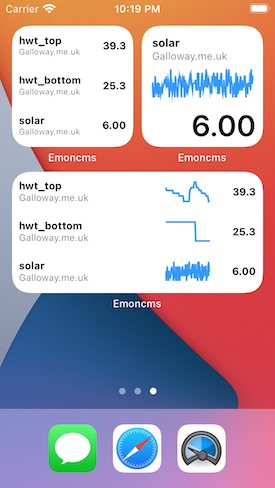 Carrier 10:19 PM
hwt_top 39.3
Galloway.me.uk
hwt_bottom 25.3
Galloway.me.uk
solar 6.00
Galloway.me.uk
Emoncms
solar
Galloway.me.uk
6.00
Emoncms
hwt_top 39.3
Galloway.me.uk
hwt_bottom 25.3
Galloway.me.uk
solar 6.00
Galloway.me.uk
Emoncms